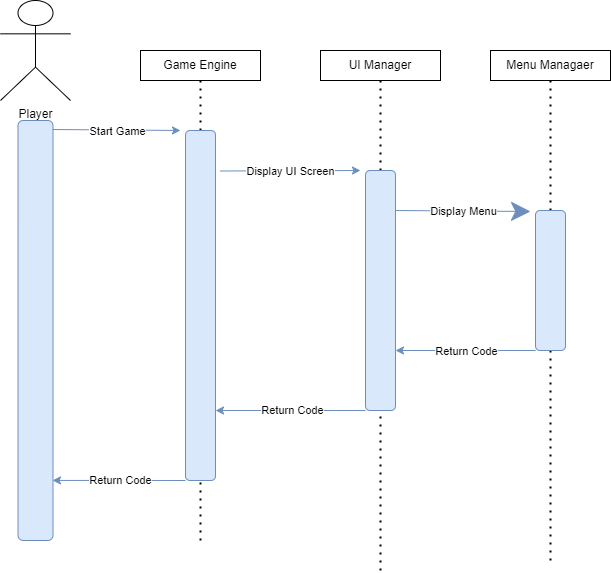 Game Engine
UI Manager
Menu Managaer
Player
Start Game
Display UI Screen
Display Menu
Return Code
Return Code
Return Code